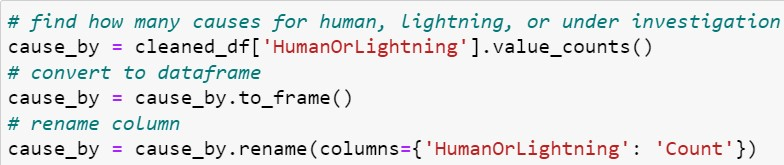 # find how many causes for human, lightning, or under investigation
cause_by = cleaned_df['HumanOrLightning'].value_counts()
# convert to dataframe
cause_by = cause_by.to_frame()
# rename column
cause_by = cause_by.rename(columns={'HumanOrLightning': 'Count'})